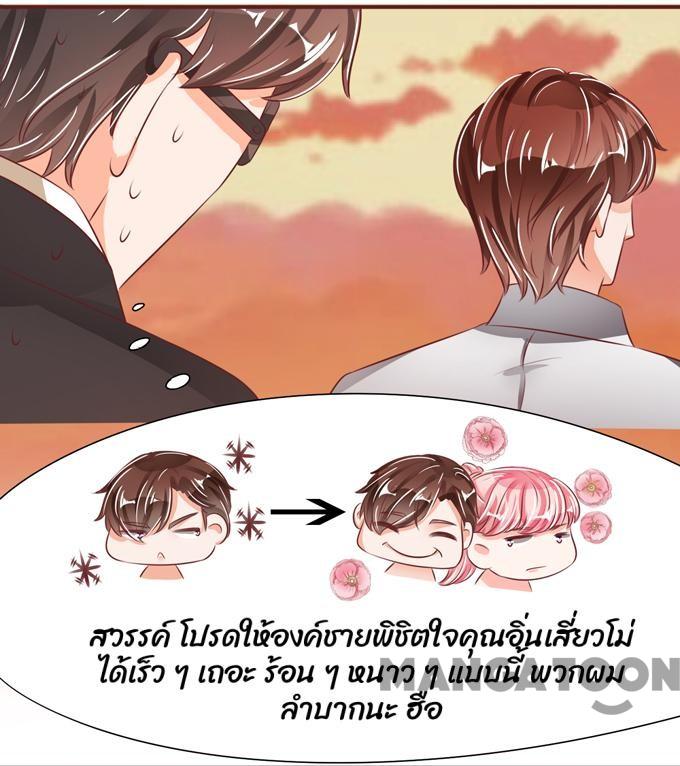 สวรรค์ โปรดให้องค์ชายพิชิตใจคุณอิ่นเสี่ยวโม่
ได้เร็ว ๆ เถอะ ร้อน ๆ หนาว ๆ แบบนี้ พวกผม
ลำบากนะ ฮือ
MANGATOON